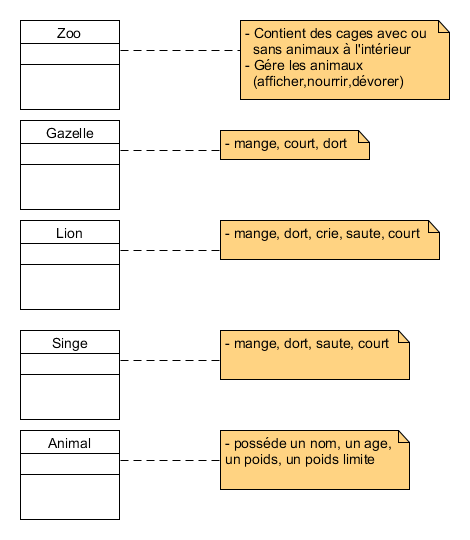 Zoo
- Contient des cages avec ou
sans animaux à l'intérieur
- Gére les animaux
(afficher,nourrir,dévorer)
Gazelle
- mange, court, dort
Lion
- mange, dort, crie, saute, court
Singe
- mange, dort, saute, court
Animal
- posséde un nom, un age,
un poids, un poids limite